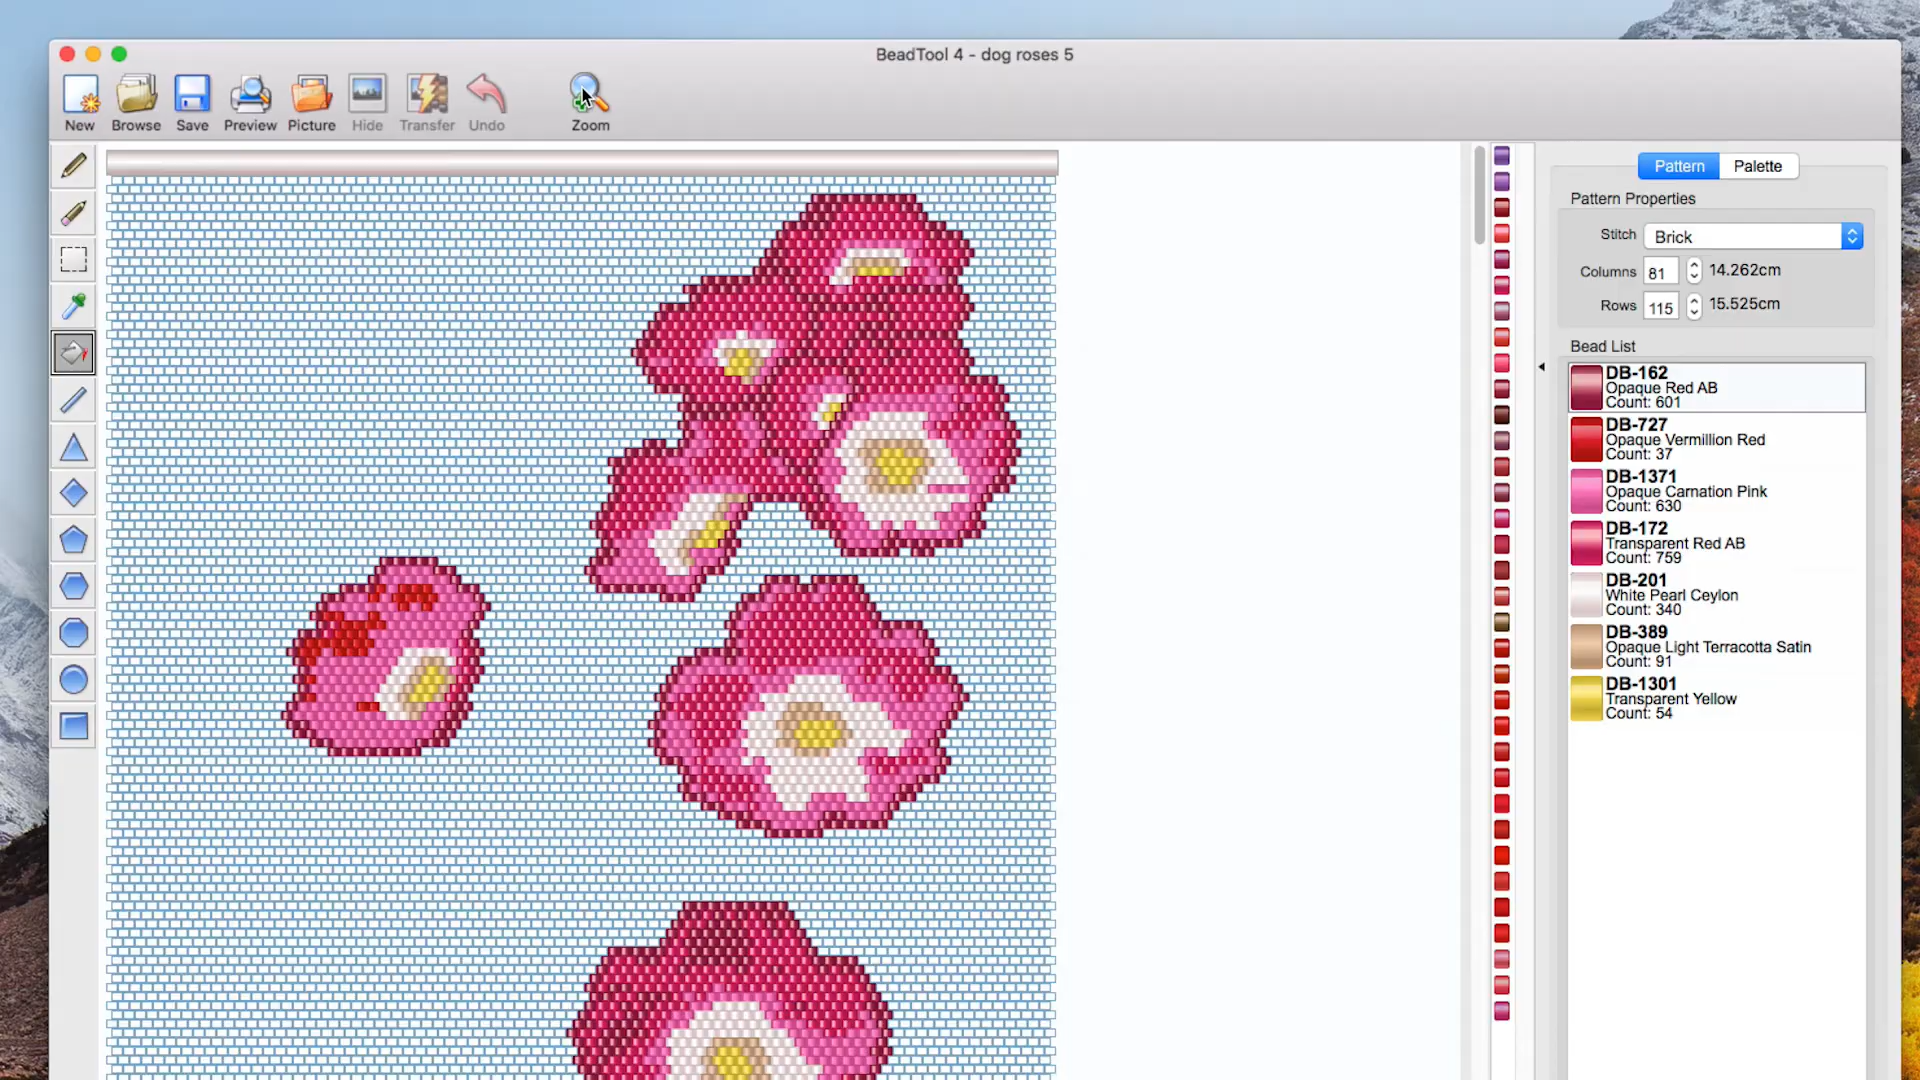 BeadTool 4 - dog roses 5
New Browse Save Preview Picture Hide Transfer Undo Zoom
Pattern Palette
Pattern Properties
Stitch Brick
Columns 81 14.262cm
Rows 115 15.525cm
Bead List
DB-162
Opaque Red AB
Count: 601
DB-727
Opaque Vermillion Red
Count: 37
DB-1371
Opaque Carnation Pink
Count: 630
DB-172
Transparent Red AB
Count: 759
DB-201
White Pearl Ceylon
Count: 340
DB-389
Opaque Light Terracotta Satin
Count: 91
DB-1301
Transparent Yellow
Count: 54